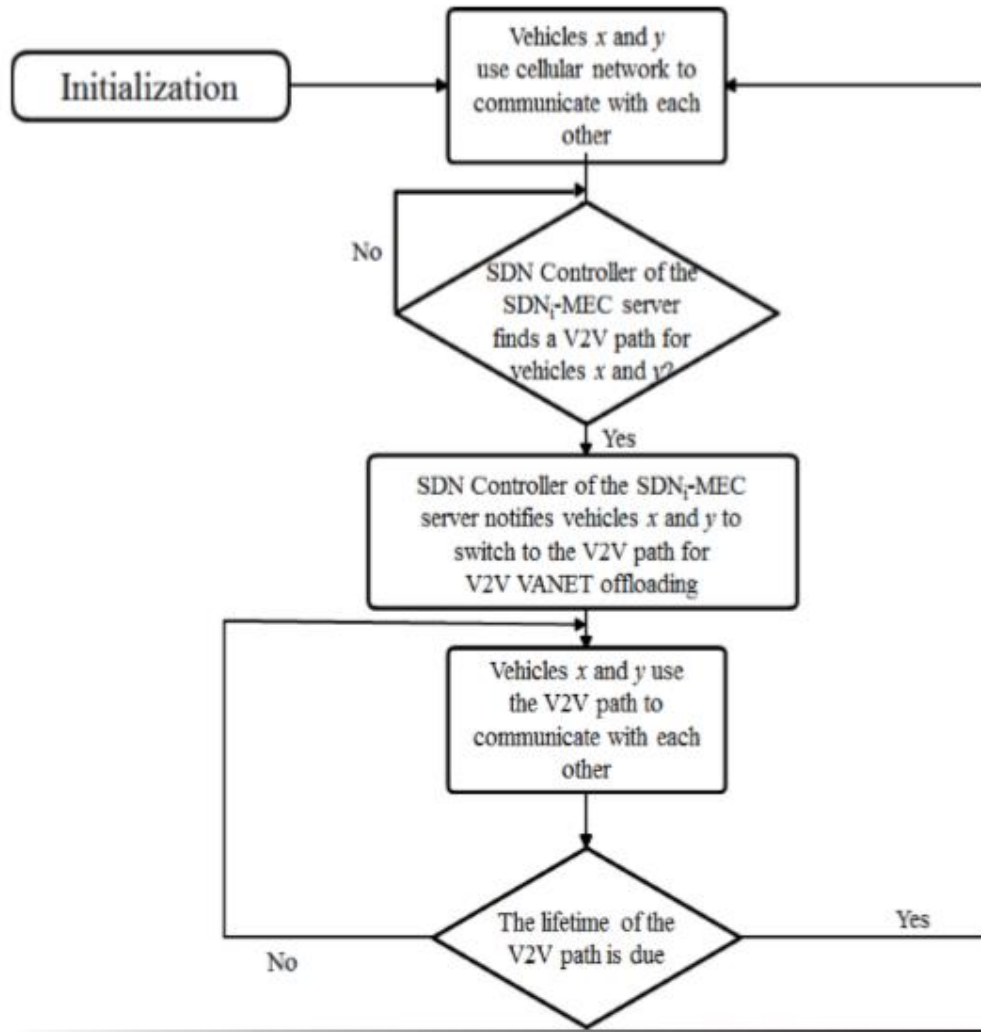 Initialization
Vehicles x and y
use cellular network to
communicate with each
other
No
SDN Controller of the
SDNi-MEC server
finds a V2V path for
vehicles x and y?
Yes
SDN Controller of the SDNi-MEC
server notifies vehicles x and y to
switch to the V2V path for
V2V VANET offloading
Vehicles x and y use
the V2V path to
communicate with each
other
The lifetime of the
V2V path is due
Yes
No